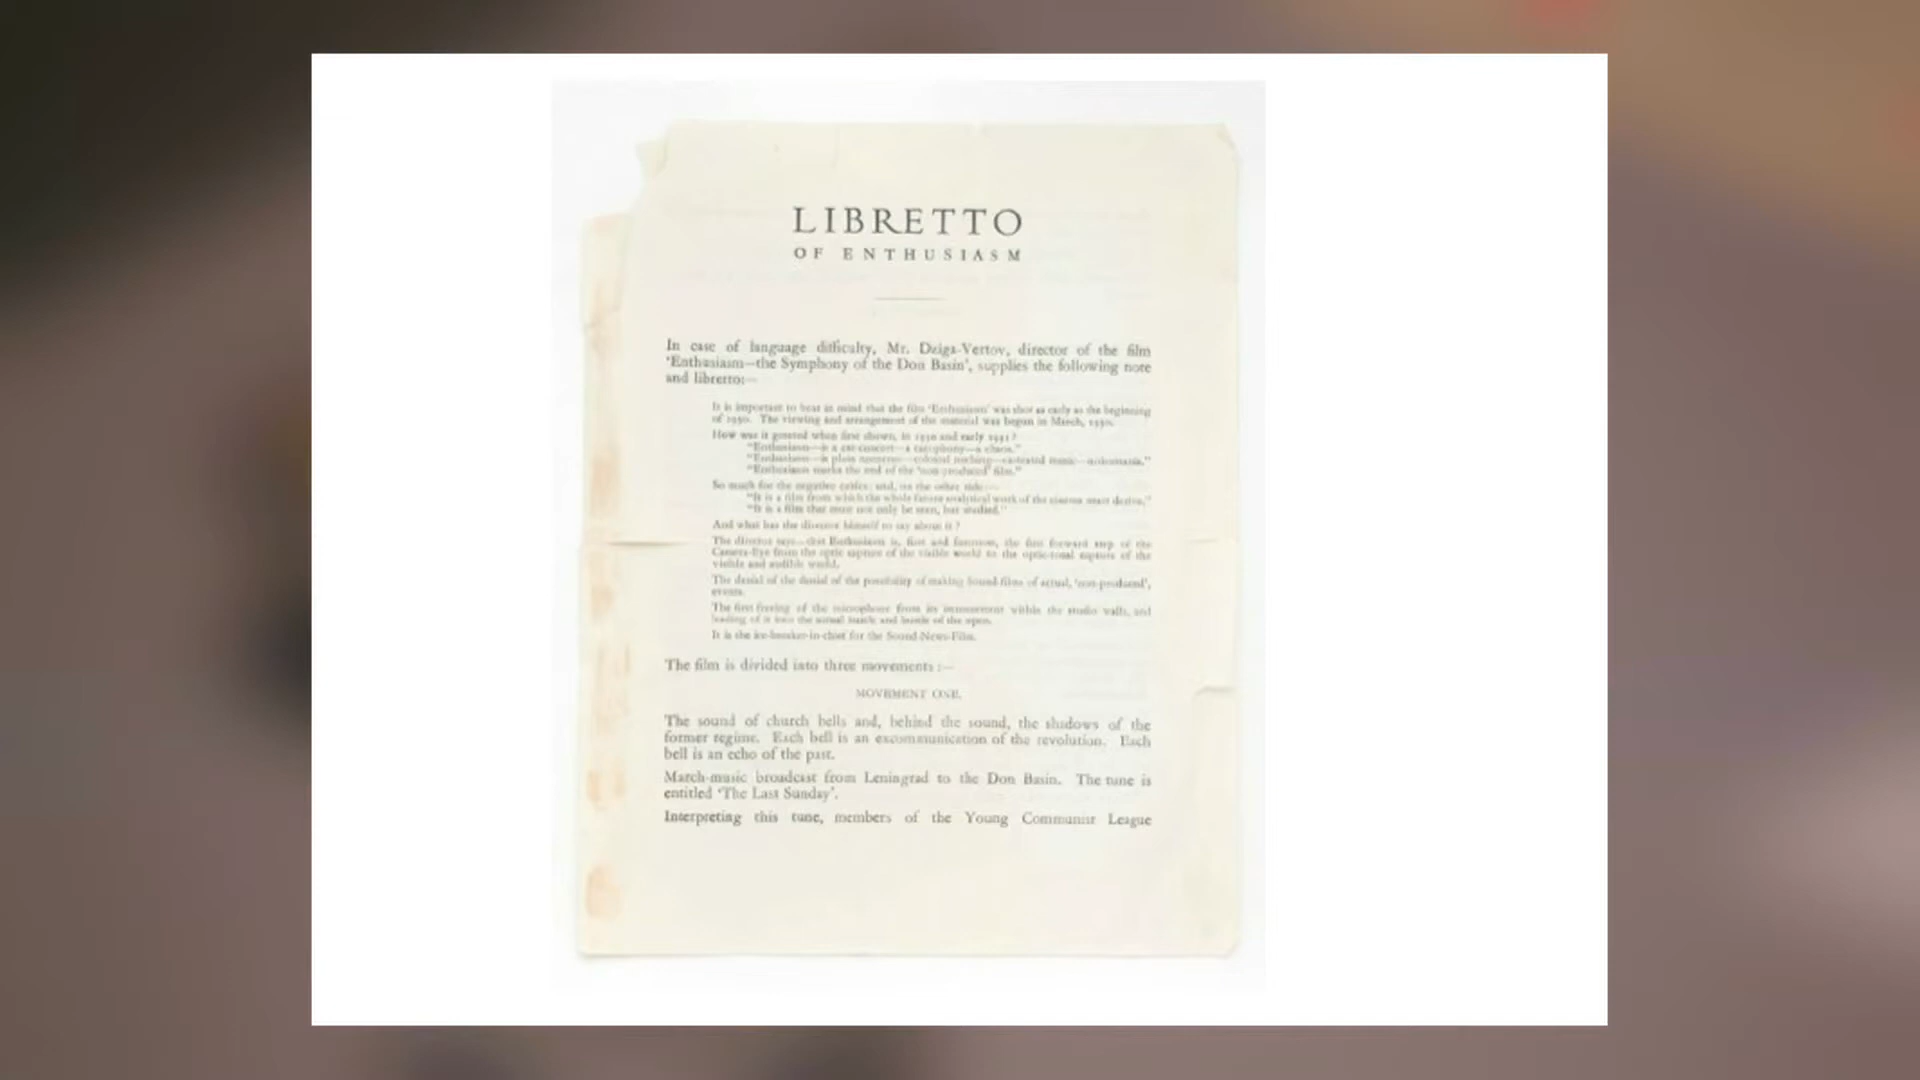 LIBRETTO
OF ENTHUSIASM
In case of language difficulty, Mr. Dziga-Vertov, director of the film
'Enthusiasm—the Symphony of the Don Basin', supplies the following note
and libretto:—
It is important to bear in mind that the film 'Enthusiasm' was shot as early as the beginning
of 1930. The viewing and arrangement of the material was begun in March, 1930.
How was it greeted when first shown, in 1930 and early 1931?
"Enthusiasm—is a cat-concert—a cacophony—a chaos."
"Enthusiasm—is plain nonsense—
"Enthusiasm marks the end of the 'non-produced' film."
So much for the negative critics; and, on the other side:—
"It is a film from which the whole future analytical work of the cinema must derive."
"It is a film that must not only be seen, but studied."
And what has the director himself to say about it?
The director says—that Enthusiasm is, first and foremost, the first forward step of the
Camera-Eye from the optic capture of the visible world to the optic-tonal capture of the
visible and audible world.
The denial of the denial of the possibility of making Sound-films of actual, 'non-produced',
events.
The first freeing of the microphone from its internment within the studio walls, and
leading of it into the actual and of the open.
It is the ice-breaker-in-chief for the Sound-News-Film.
The film is divided into three movements:—
MOVEMENT ONE.
The sound of church bells and, behind the sound, the shadows of the
former regime. Each bell is an excommunication of the revolution. Each
bell is an echo of the past.
March-music broadcast from Leningrad to the Don Basin. The tune is
entitled 'The Last Sunday'.
Interpreting this tune, members of the Young Communist League